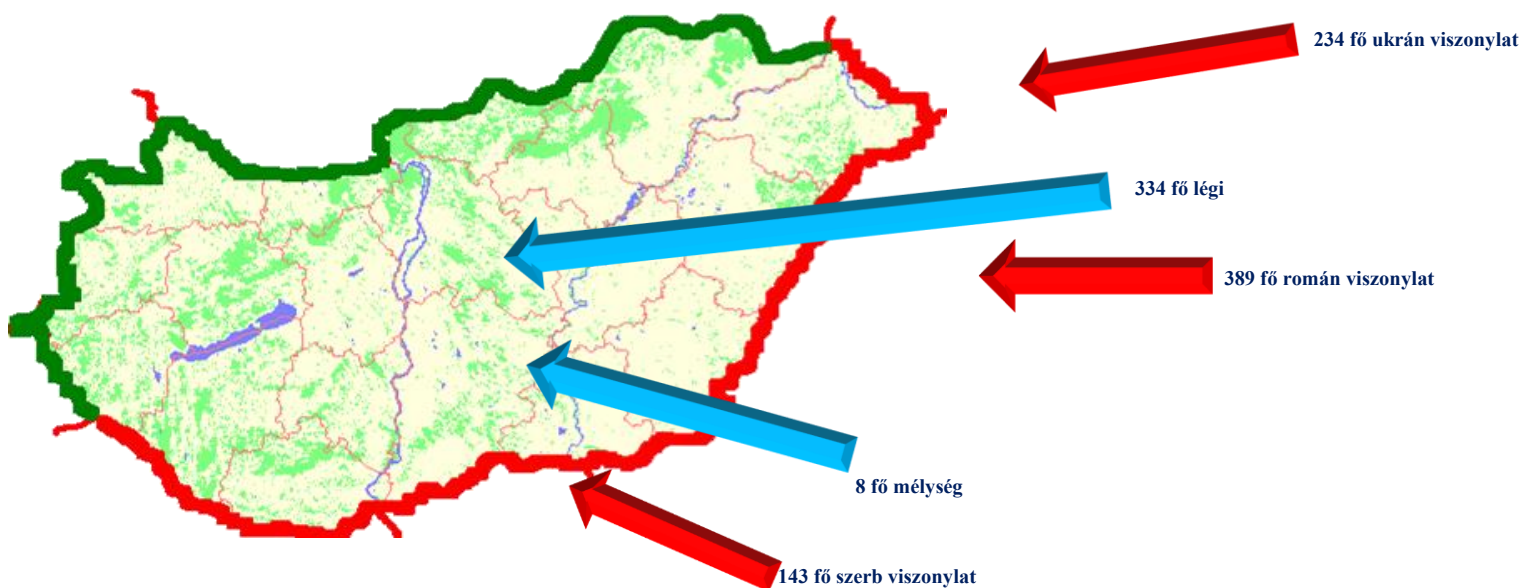 234 fő ukrán viszonylat
334 fő légi
389 fő román viszonylat
8 fő mélység
143 fő szerb viszonylat